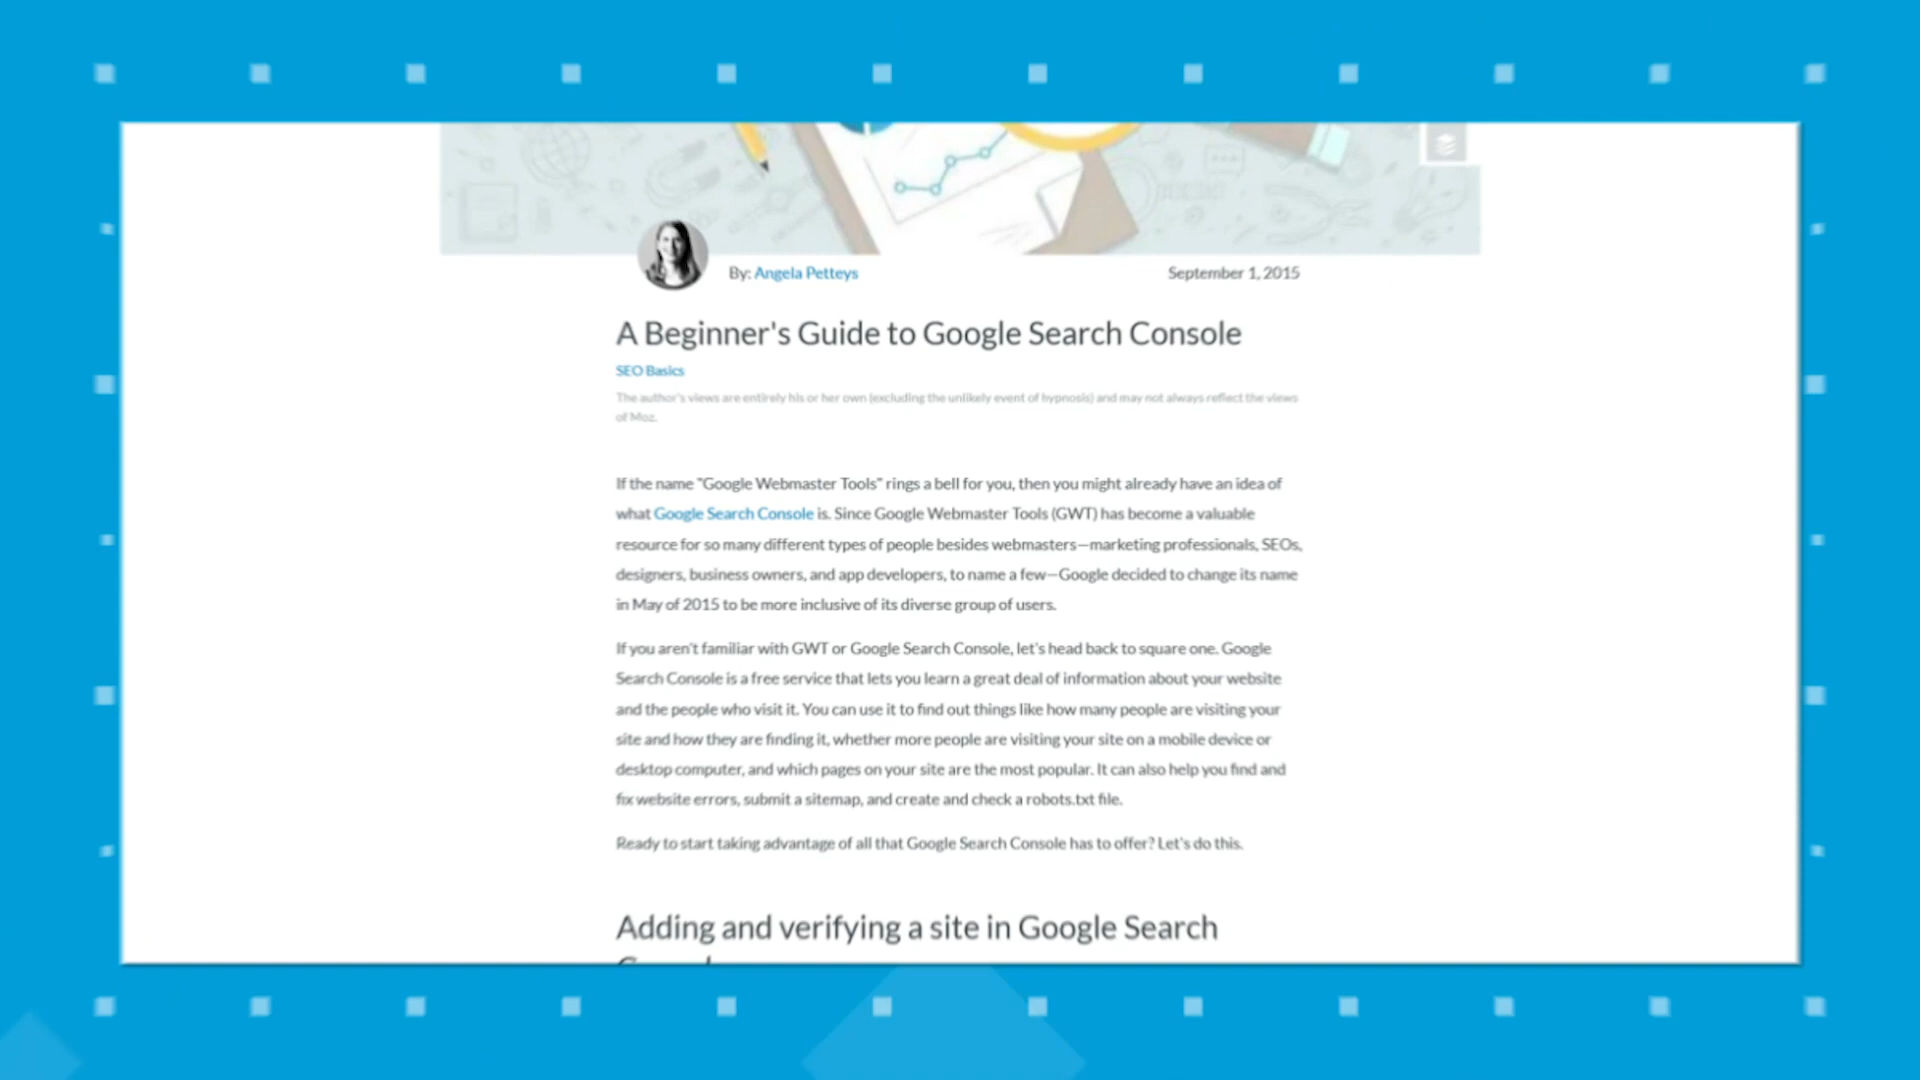 By: Angela Petteys
September 1, 2015
A Beginner's Guide to Google Search Console
SEO Basics
The author's views are entirely his or her own (excluding the unlikely event of hypnosis) and may not always reflect the views
of Moz.
If the name "Google Webmaster Tools" rings a bell for you, then you might already have an idea of
what Google Search Console is. Since Google Webmaster Tools (GWT) has become a valuable
resource for so many different types of people besides webmasters—marketing professionals, SEOs,
designers, business owners, and app developers, to name a few—Google decided to change its name
in May of 2015 to be more inclusive of its diverse group of users.
If you aren't familiar with GWT or Google Search Console, let's head back to square one. Google
Search Console is a free service that lets you learn a great deal of information about your website
and the people who visit it. You can use it to find out things like how many people are visiting your
site and how they are finding it, whether more people are visiting your site on a mobile device or
desktop computer, and which pages on your site are the most popular. It can also help you find and
fix website errors, submit a sitemap, and create and check a robots.txt file.
Ready to start taking advantage of all that Google Search Console has to offer? Let's do this.
Adding and verifying a site in Google Search